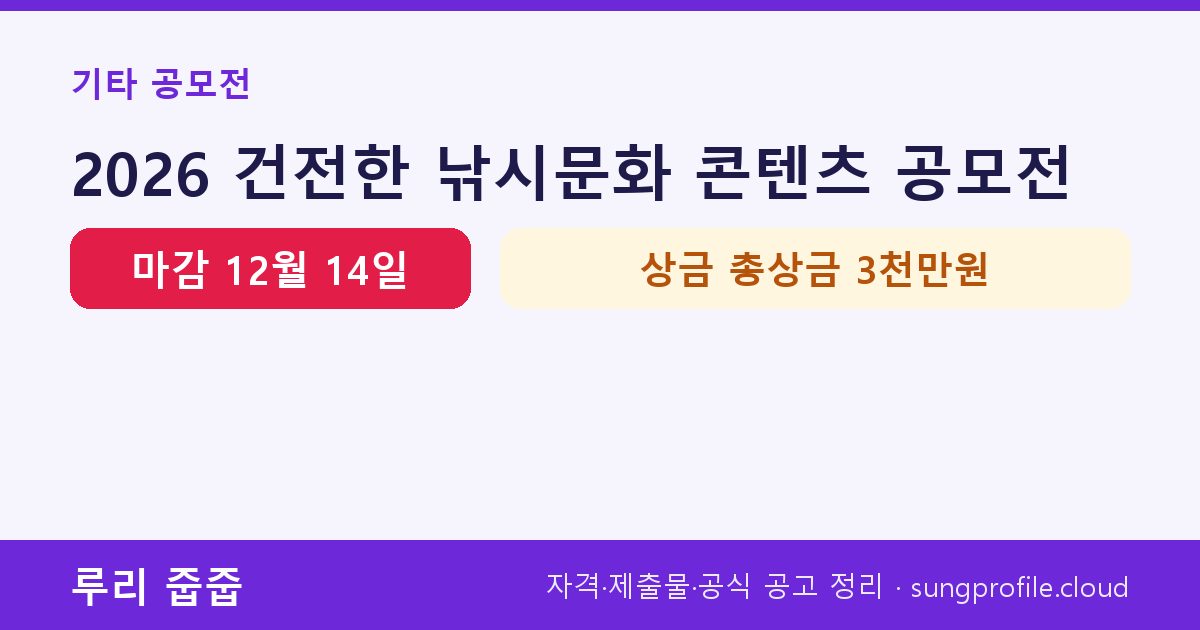 기타 공모전
2026 건전한 낚시문화 콘텐츠 공모전
마감 12월 14일
상금 총상금 3천만원
루리 줍줍
자격·제출물·공식 공고 정리 · sungprofile.cloud